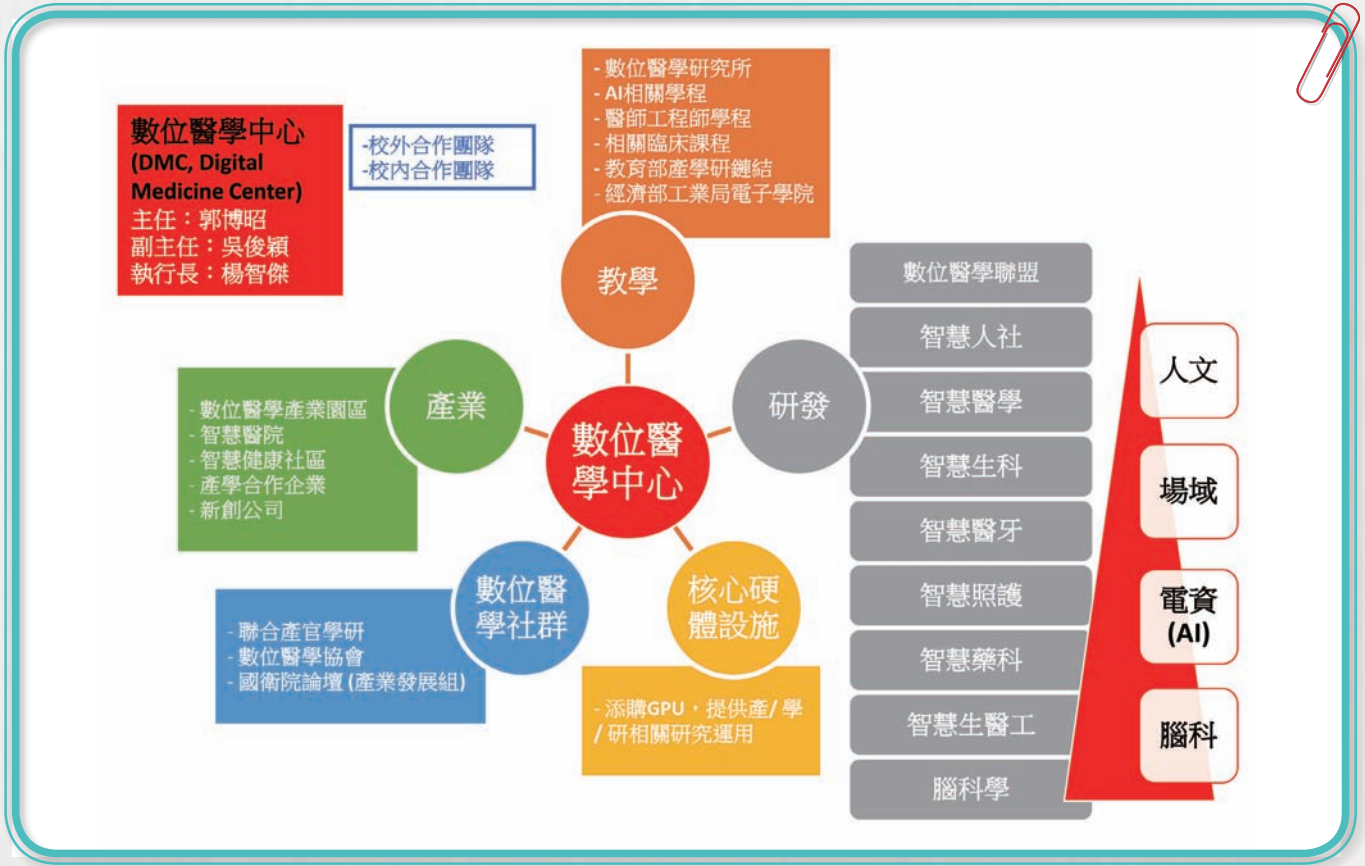 數位醫學中心
(DMC, Digital
Medicine Center)
主任：郭博昭
副主任：吳俊穎
執行長：楊智傑
-校外合作團隊
-校內合作團隊
- 數位醫學研究所
- AI相關學程
- 醫師工程師學程
- 相關臨床課程
- 教育部產學研鏈結
- 經濟部工業局電子學院
教學
產業
- 數位醫學產業園區
- 智慧醫院
- 智慧健康社區
- 產學合作企業
- 新創公司
數位醫
學中心
研發
數位醫
學社群
- 聯合產官學研
- 數位醫學協會
- 國衛院論壇 (產業發展組)
核心硬
體設施
- 添購GPU，提供產/ 學
/ 研相關研究運用
數位醫學聯盟
智慧人社
智慧醫學
智慧生科
智慧醫牙
智慧照護
智慧藥科
智慧生醫工
腦科學
人文
場域
電資
(AI)
腦科